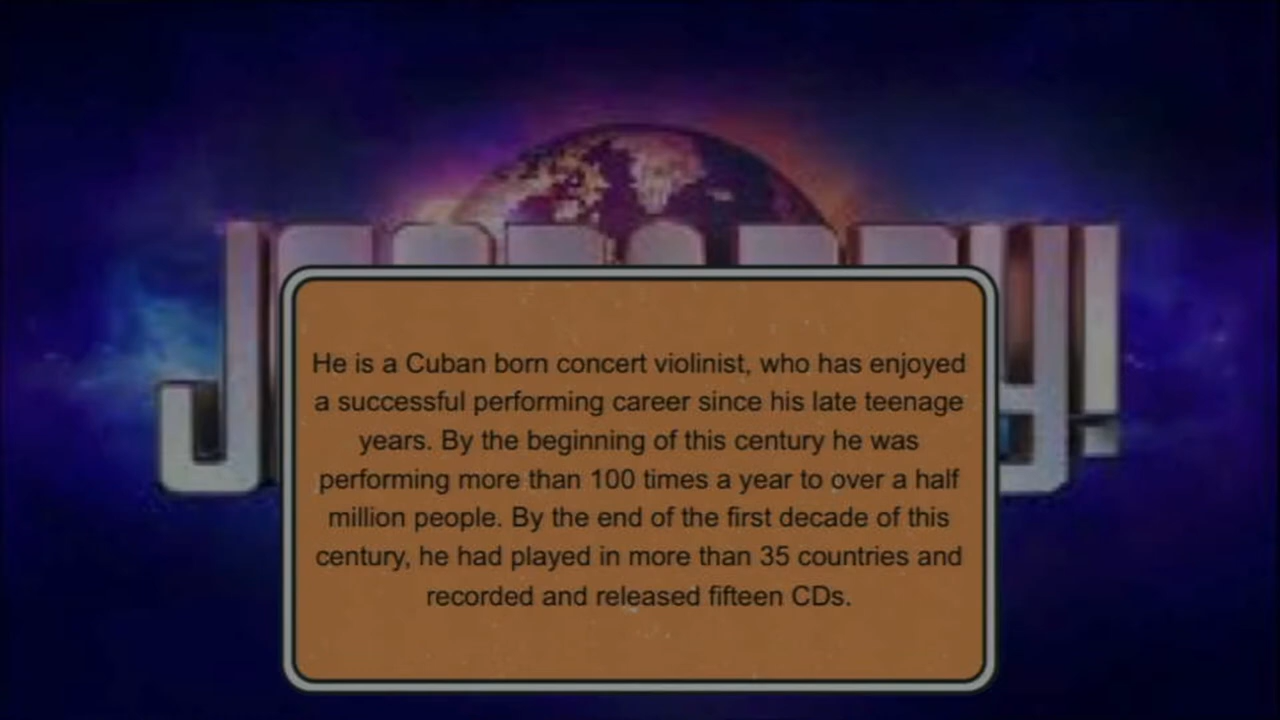 JEOPARDY!
He is a Cuban born concert violinist, who has enjoyed
a successful performing career since his late teenage
years. By the beginning of this century he was
performing more than 100 times a year to over a half
million people. By the end of the first decade of this
century, he had played in more than 35 countries and
recorded and released fifteen CDs.